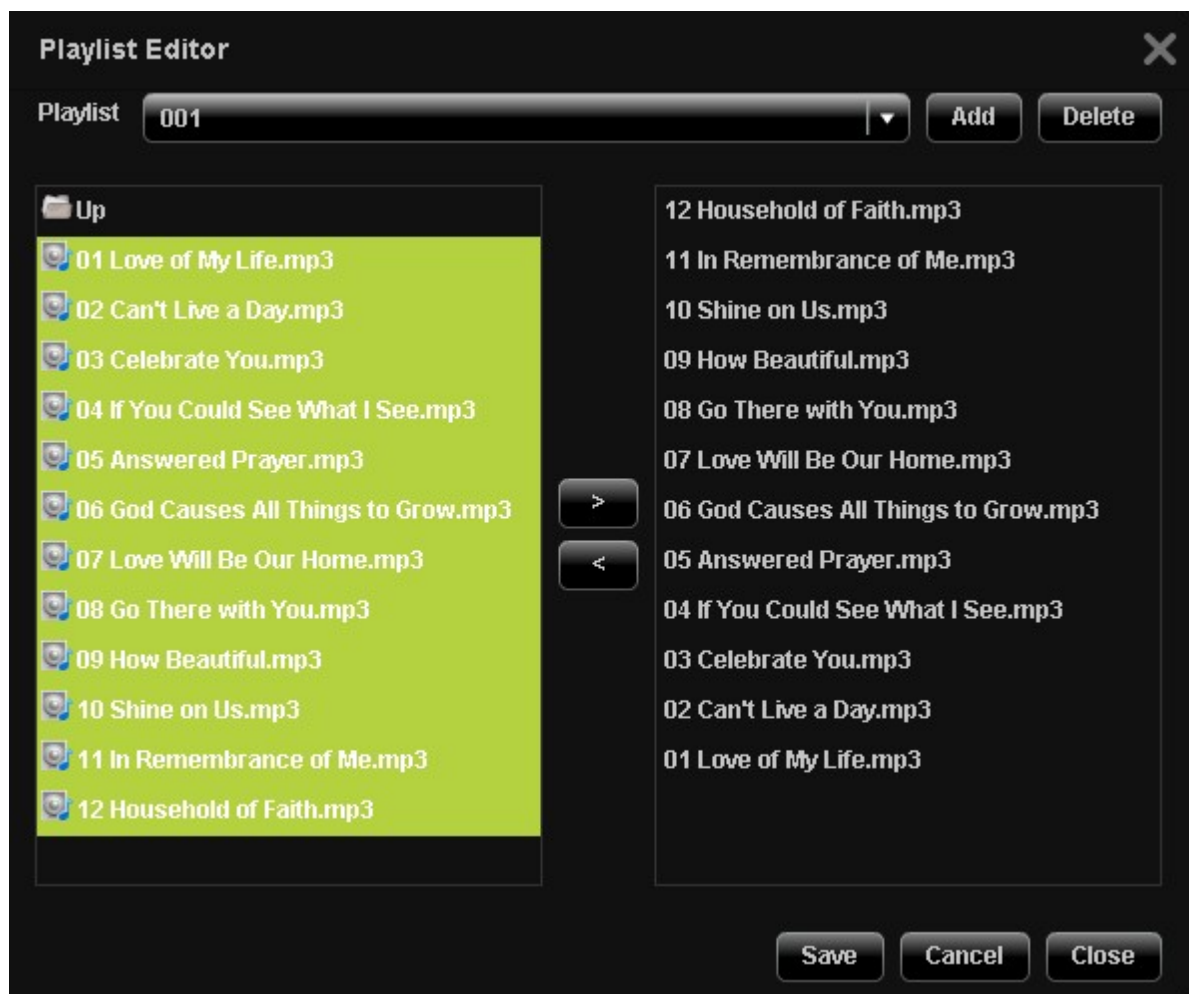 Playlist Editor
Playlist
001
Add
Delete
Up
01 Love of My Life.mp3
02 Can't Live a Day.mp3
03 Celebrate You.mp3
04 If You Could See What I See.mp3
05 Answered Prayer.mp3
06 God Causes All Things to Grow.mp3
07 Love Will Be Our Home.mp3
08 Go There with You.mp3
09 How Beautiful.mp3
10 Shine on Us.mp3
11 In Remembrance of Me.mp3
12 Household of Faith.mp3
>
<
12 Household of Faith.mp3
11 In Remembrance of Me.mp3
10 Shine on Us.mp3
09 How Beautiful.mp3
08 Go There with You.mp3
07 Love Will Be Our Home.mp3
06 God Causes All Things to Grow.mp3
05 Answered Prayer.mp3
04 If You Could See What I See.mp3
03 Celebrate You.mp3
02 Can't Live a Day.mp3
01 Love of My Life.mp3
Save
Cancel
Close